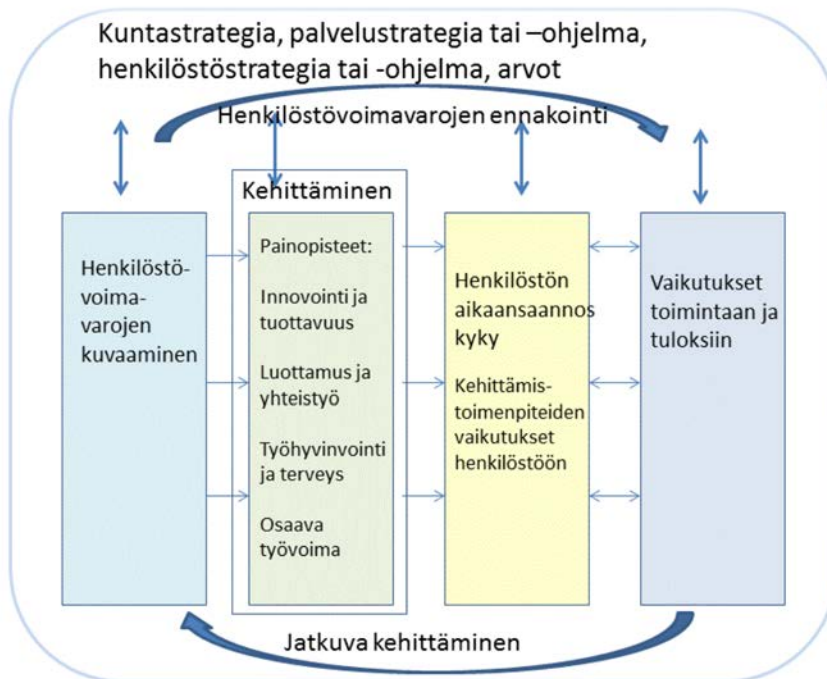 Kuntastrategia, palvelustrategia tai –ohjelma,
henkilöstöstrategia tai -ohjelma, arvot
Henkilöstövoimavarojen ennakointi
Henkilöstö-
voima-
varojen
kuvaaminen
Kehittäminen
Painopisteet:
Innovointi ja
tuottavuus
Luottamus ja
yhteistyö
Työhyvinvointi
ja terveys
Osaava
työvoima
Henkilöstön
aikaansaannos
kyky
Kehittämis-
toimenpiteiden
vaikutukset
henkilöstöön
Vaikutukset
toimintaan ja
tuloksiin
Jatkuva kehittäminen